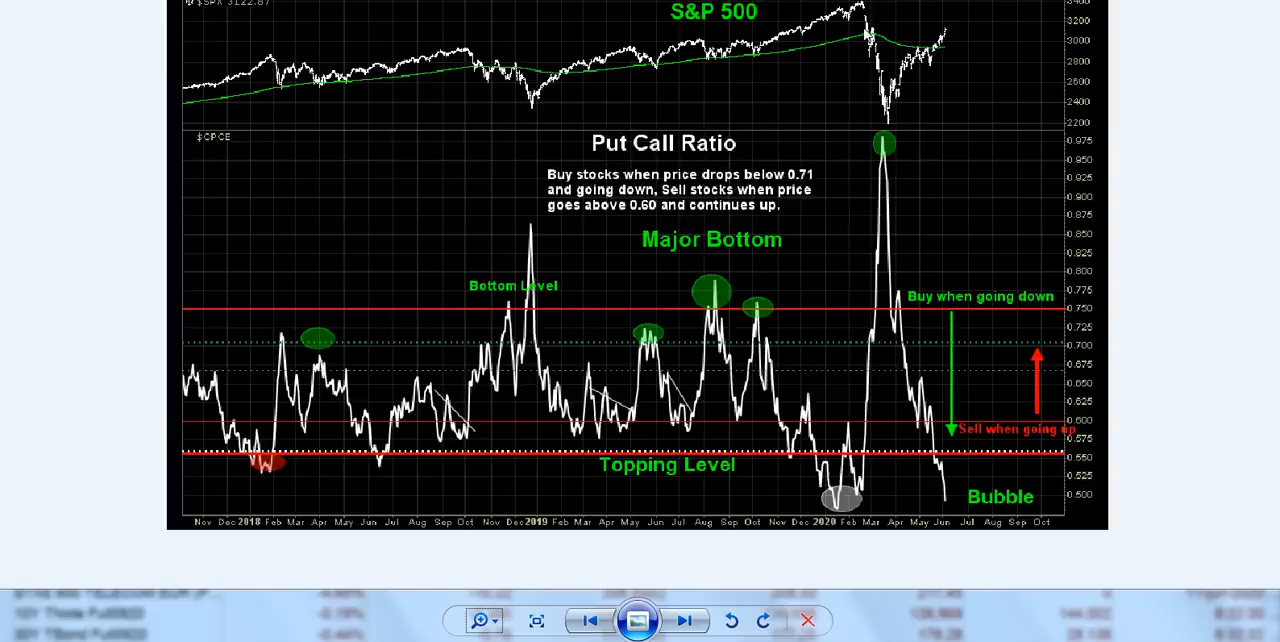 $SPX 3122.87
S&P 500
3400
3200
3000
2800
2600
2400
2200
$CPCE
Put Call Ratio
Buy stocks when price drops below 0.71
and going down, Sell stocks when price
goes above 0.60 and continues up.
Major Bottom
Bottom Level
Buy when going down
Sell when going up
Topping Level
Bubble
0.975
0.950
0.925
0.900
0.875
0.850
0.825
0.800
0.775
0.750
0.725
0.700
0.675
0.650
0.625
0.600
0.575
0.550
0.525
0.500
Nov Dec 2018 Feb Mar Apr May Jun Jul Aug Sep Oct Nov Dec 2019 Feb Mar Apr May Jun Jul Aug Sep Oct Nov Dec 2020 Feb Mar Apr May Jun Jul Aug Sep Oct